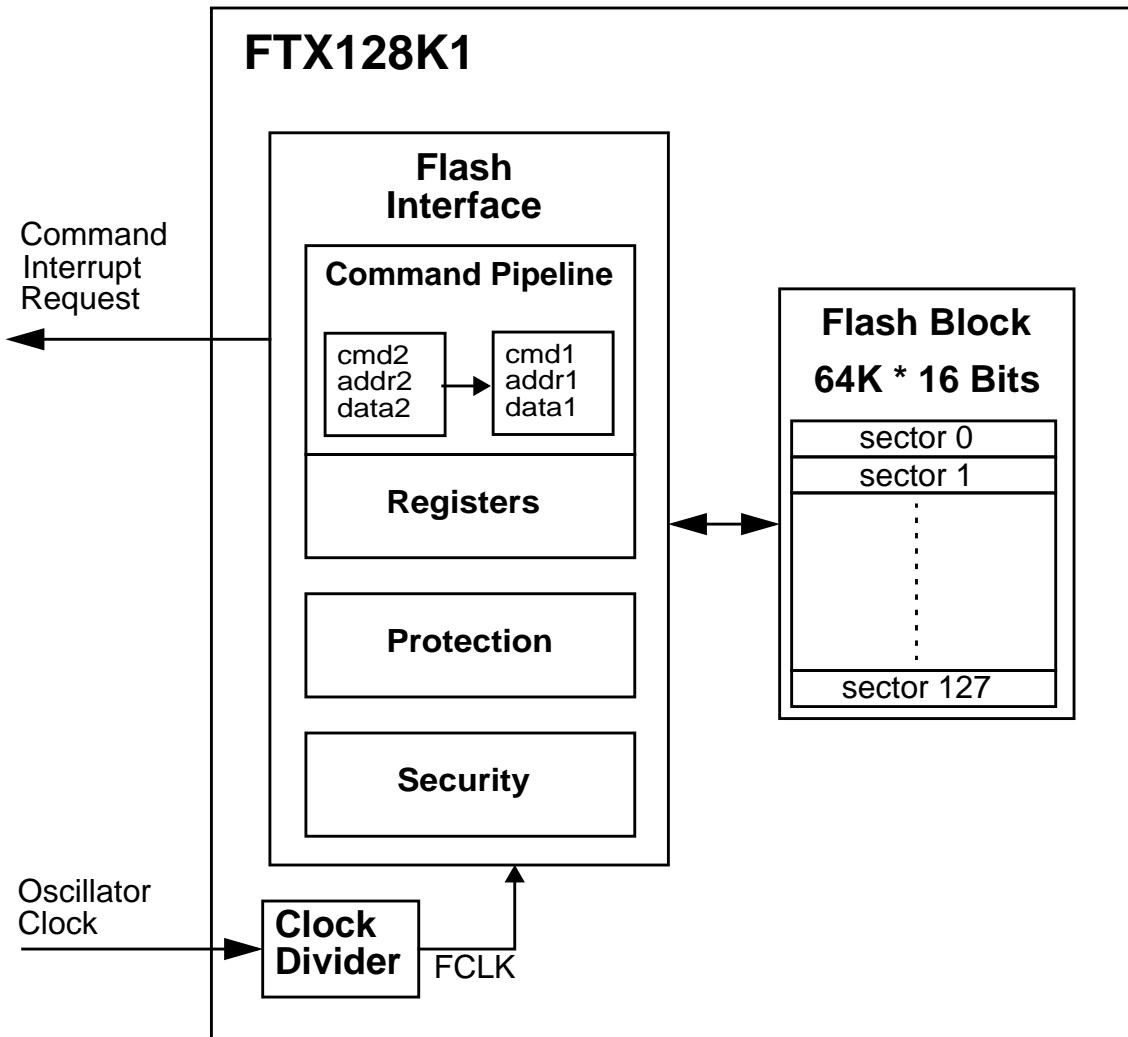 FTX128K1
Flash
Interface
Command
Interrupt
Request
Command Pipeline
cmd2
addr2
data2
cmd1
addr1
data1
Registers
Protection
Security
Flash Block
64K * 16 Bits
sector 0
sector 1
sector 127
Oscillator
Clock
Clock
Divider
FCLK